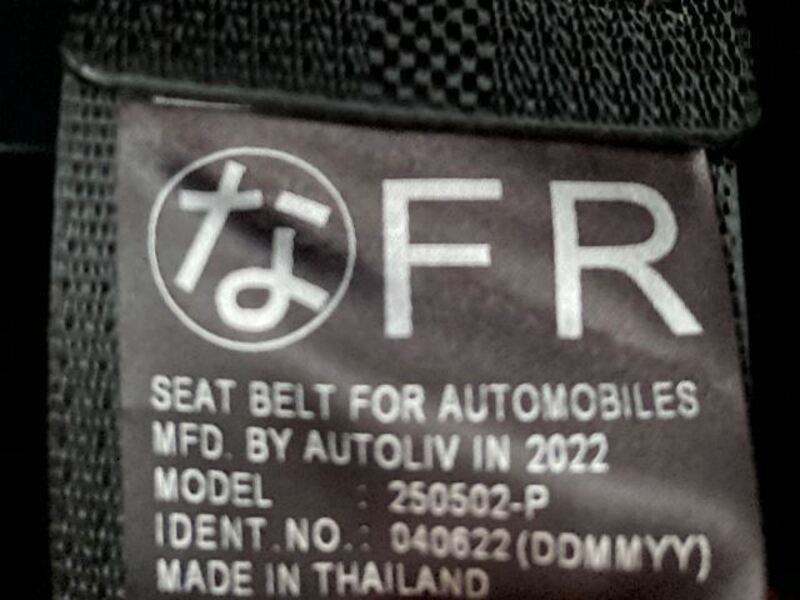 な FR
SEAT BELT FOR AUTOMOBILES
MFD. BY AUTOLIV IN 2022
MODEL : 250502-P
IDENT.NO.: 040622(DDMMYY)
MADE IN THAILAND